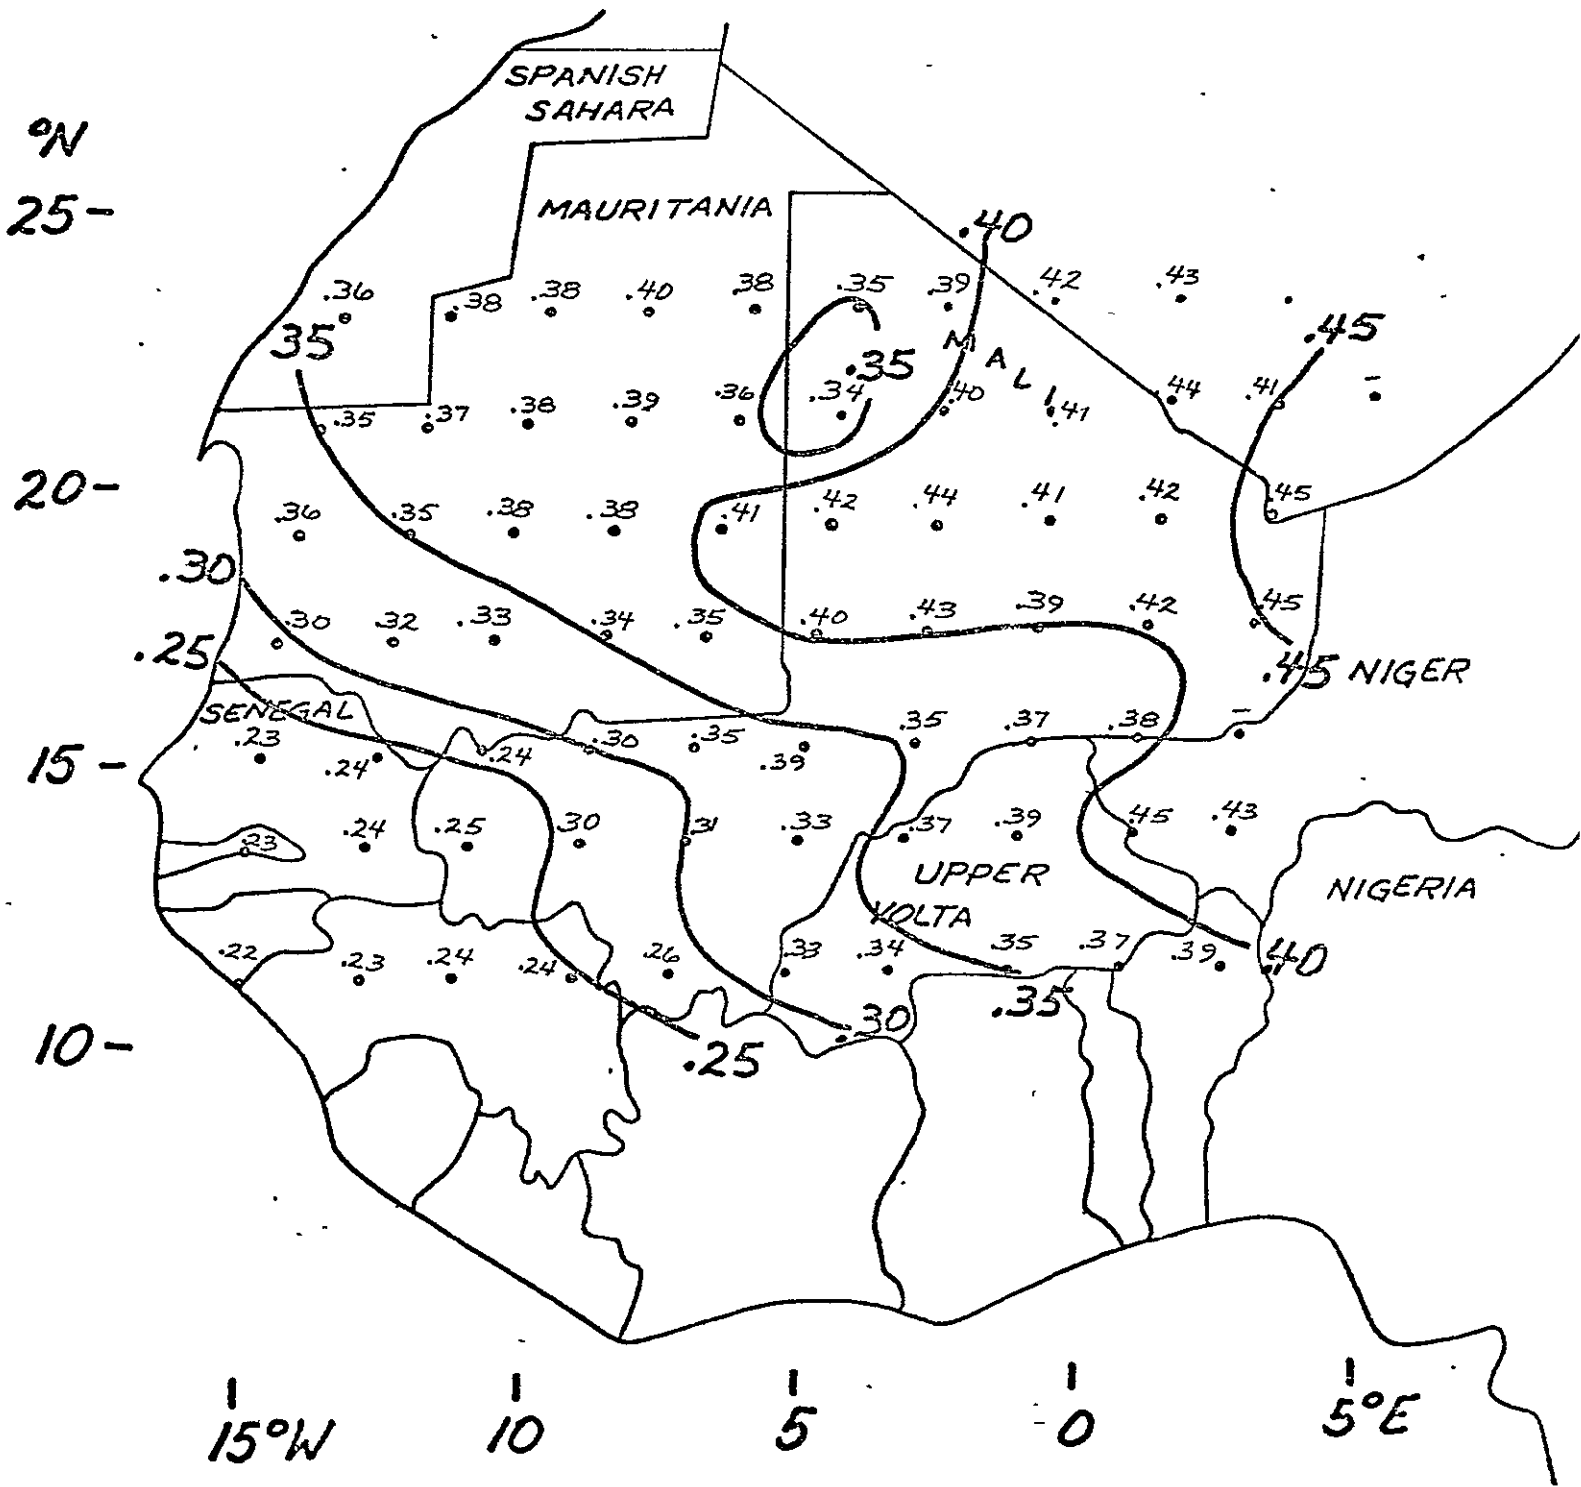 SPANISH
SAHARA
°N
25-
MAURITANIA
.40
.36 .38 .38 .40 .38 .35 .39 .42 .43
35 .35 .45
MALI
.35 .37 .38 .39 .36 .34 .40 .41 .44 .41 -
20-
.36 .35 .38 .38 .41 .42 .44 .41 .42 .45
.30
.30 .32 .33 .34 .35 .40 .43 .39 .42 .45
.25
.45 NIGER
SENEGAL
.23 .24 .24 .30 .35 .39 .35 .37 .38 -
15-
.23 .24 .25 .30 .31 .33 .37 .39 .45 .43
UPPER
VOLTA
NIGERIA
.22 .23 .24 .24 .26 .33 .34 .35 .37 .39 .40
.35
.30
10-
.25
15°W 10 5 0 5°E